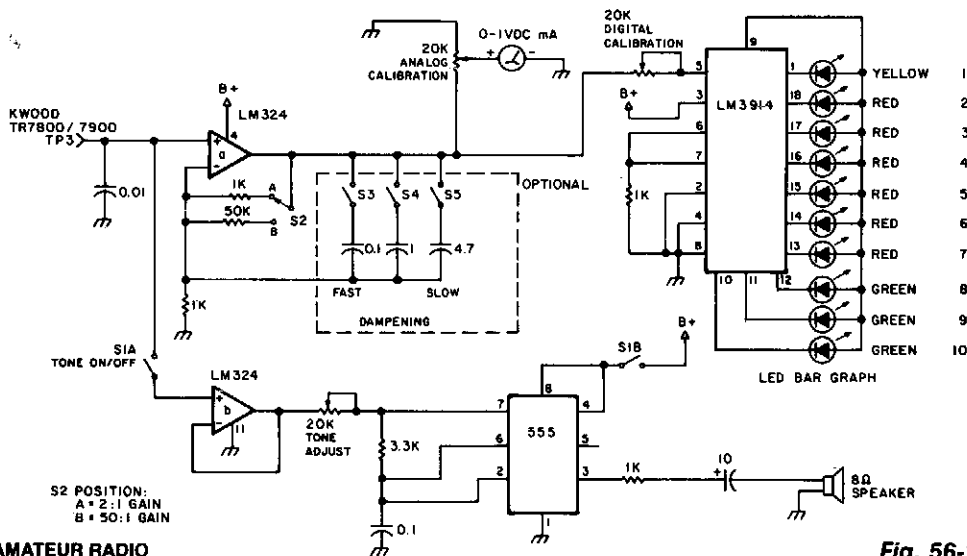 KWOOD
TR7800/7900
TP3
0.01
B+
LM324
4
a
+
-
1K
50K
A
B
S2
1K
S3
S4
S5
0.1
1
4.7
FAST
SLOW
DAMPENING
OPTIONAL
20K
ANALOG
CALIBRATION
0-1VDC mA
+
-
20K
DIGITAL
CALIBRATION
B+
1K
LM3914
9
5
3
6
7
2
4
8
1
18
17
16
15
14
13
10
11
12
YELLOW 1
RED 2
RED 3
RED 4
RED 5
RED 6
RED 7
GREEN 8
GREEN 9
GREEN 10
LED BAR GRAPH
S1A
TONE ON/OFF
LM324
+
b
-
11
20K
TONE
ADJUST
3.3K
0.1
555
7
6
2
8
4
5
3
1
S1B
B+
1K
10
+
8Ω
SPEAKER
S2 POSITION:
A = 2:1 GAIN
B = 50:1 GAIN
AMATEUR RADIO